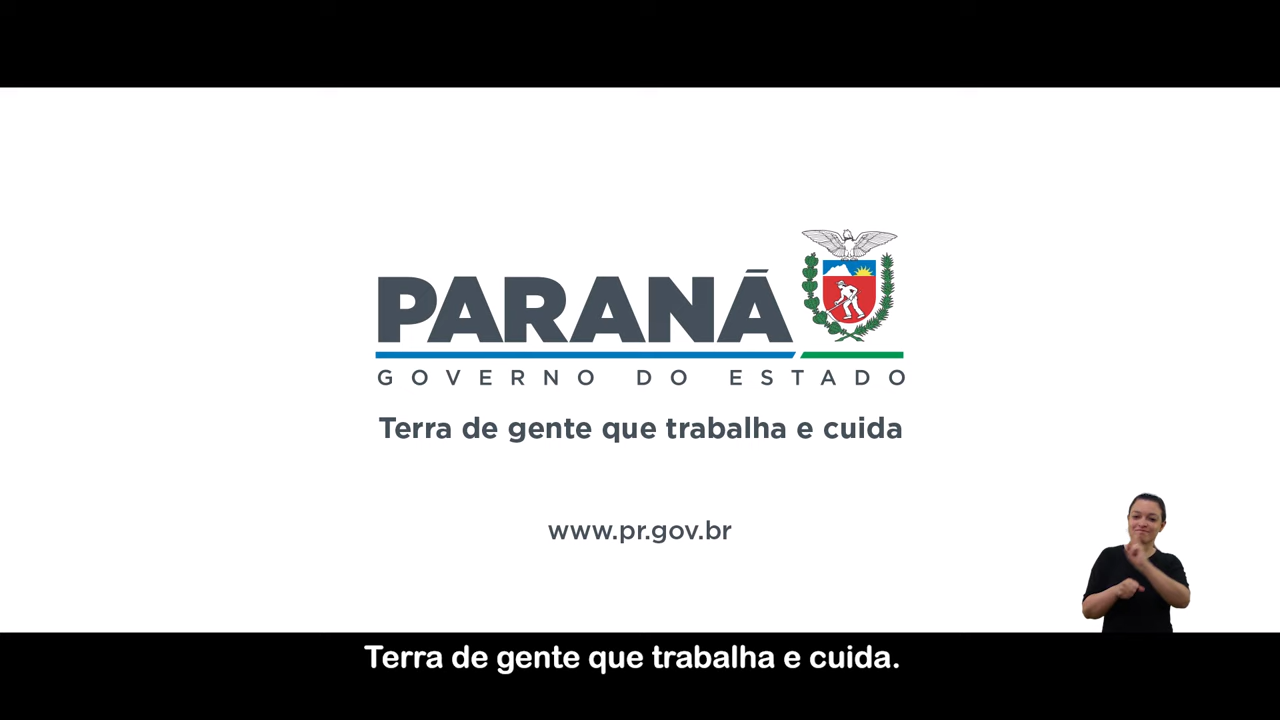 PARANÁ
GOVERNO DO ESTADO
Terra de gente que trabalha e cuida
www.pr.gov.br
Terra de gente que trabalha e cuida.